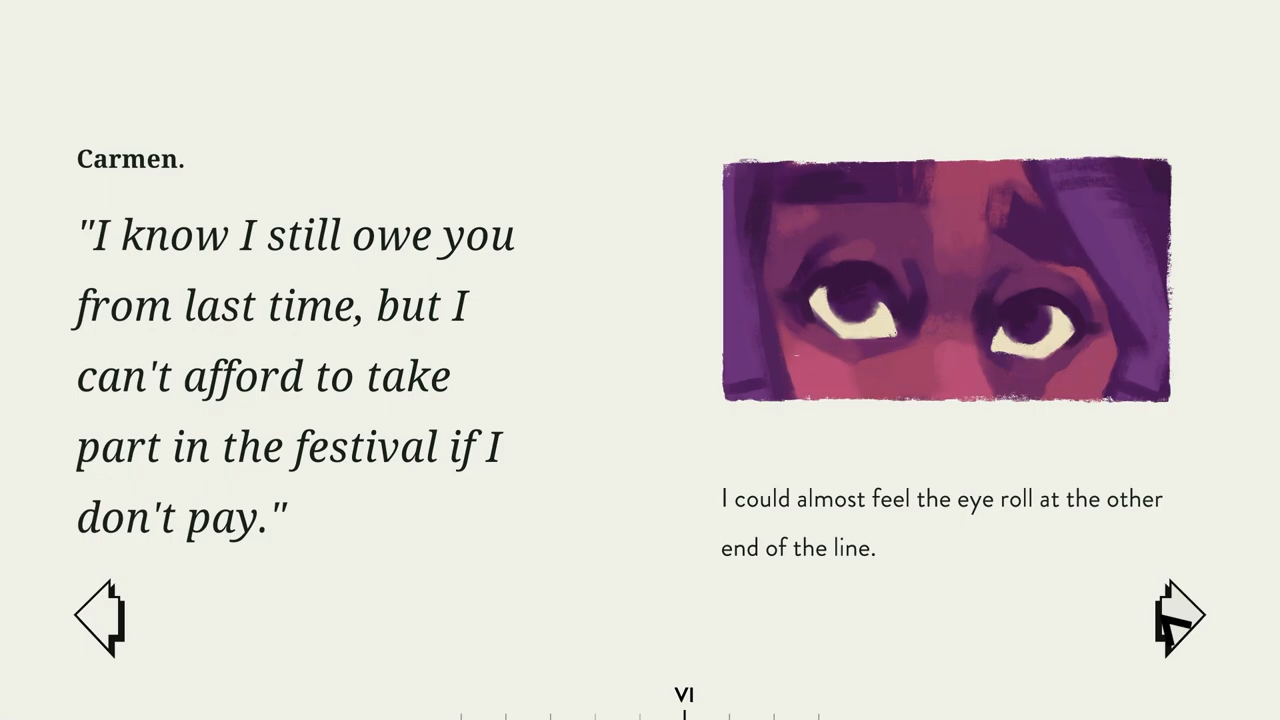 Carmen.
"I know I still owe you
from last time, but I
can't afford to take
part in the festival if I
don't pay."
I could almost feel the eye roll at the other
end of the line.
VI